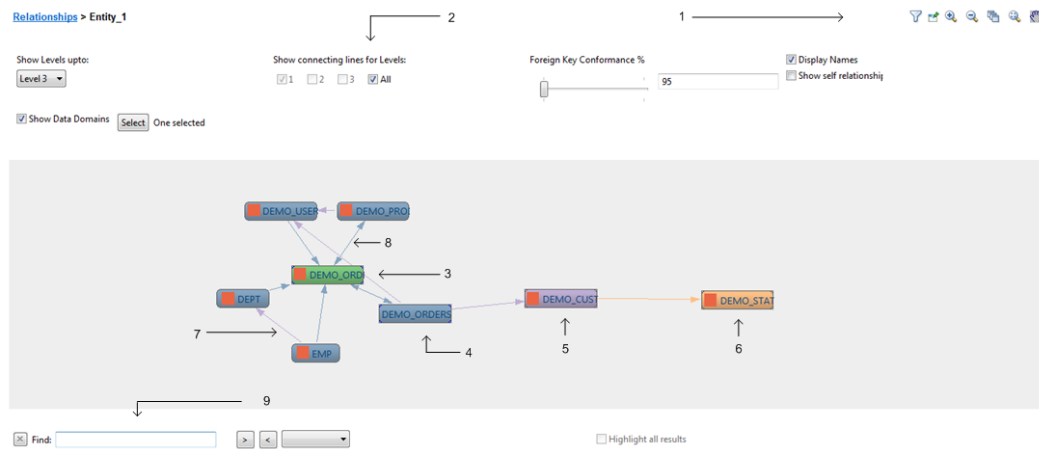 Relationships > Entity_1
2
1
Show Levels upto:
Show connecting lines for Levels:
Foreign Key Conformance %
Display Names
Level 3
1 2 3 All
95
Show self relationship
Show Data Domains Select One selected
DEMO_USER
DEMO_PROD
8
DEMO_ORD
3
DEPT
DEMO_CUST
DEMO_STAT
DEMO_ORDERS
7
5
6
4
EMP
9
Find:
> <
Highlight all results